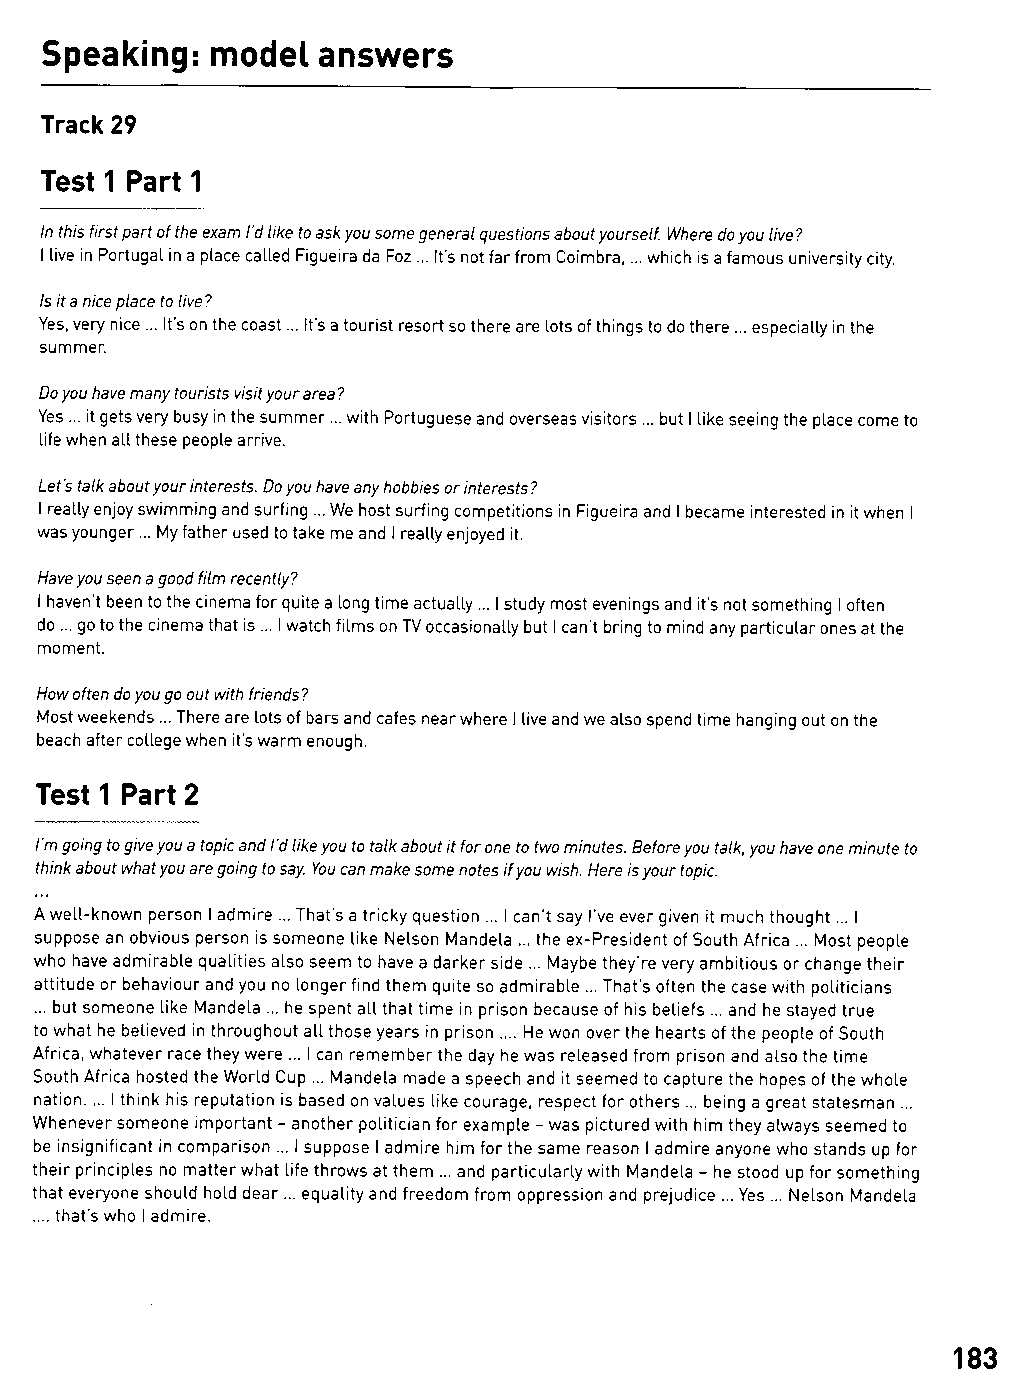 Speaking: model answers
Track 29
Test 1 Part 1
In this first part of the exam I'd like to ask you some general questions about yourself. Where do you live?
I live in Portugal in a place called Figueira da Foz ... It's not far from Coimbra, ... which is a famous university city.
Is it a nice place to live?
Yes, very nice ... It's on the coast ... It's a tourist resort so there are lots of things to do there ... especially in the
summer.
Do you have many tourists visit your area?
Yes ... it gets very busy in the summer ... with Portuguese and overseas visitors ... but I like seeing the place come to
life when all these people arrive.
Let's talk about your interests. Do you have any hobbies or interests?
I really enjoy swimming and surfing ... We host surfing competitions in Figueira and I became interested in it when I
was younger ... My father used to take me and I really enjoyed it.
Have you seen a good film recently?
I haven't been to the cinema for quite a long time actually ... I study most evenings and it's not something I often
do ... go to the cinema that is ... I watch films on TV occasionally but I can't bring to mind any particular ones at the
moment.
How often do you go out with friends?
Most weekends ... There are lots of bars and cafes near where I live and we also spend time hanging out on the
beach after college when it's warm enough.
Test 1 Part 2
I'm going to give you a topic and I'd like you to talk about it for one to two minutes. Before you talk, you have one minute to
think about what you are going to say. You can make some notes if you wish. Here is your topic.
...
A well-known person I admire ... That's a tricky question ... I can't say I've ever given it much thought ... I
suppose an obvious person is someone like Nelson Mandela ... the ex-President of South Africa ... Most people
who have admirable qualities also seem to have a darker side ... Maybe they're very ambitious or change their
attitude or behaviour and you no longer find them quite so admirable ... That's often the case with politicians
... but someone like Mandela ... he spent all that time in prison because of his beliefs ... and he stayed true
to what he believed in throughout all those years in prison .... He won over the hearts of the people of South
Africa, whatever race they were ... I can remember the day he was released from prison and also the time
South Africa hosted the World Cup ... Mandela made a speech and it seemed to capture the hopes of the whole
nation. ... I think his reputation is based on values like courage, respect for others ... being a great statesman ...
Whenever someone important – another politician for example – was pictured with him they always seemed to
be insignificant in comparison ... I suppose I admire him for the same reason I admire anyone who stands up for
their principles no matter what life throws at them ... and particularly with Mandela – he stood up for something
that everyone should hold dear ... equality and freedom from oppression and prejudice ... Yes ... Nelson Mandela
.... that's who I admire.
183